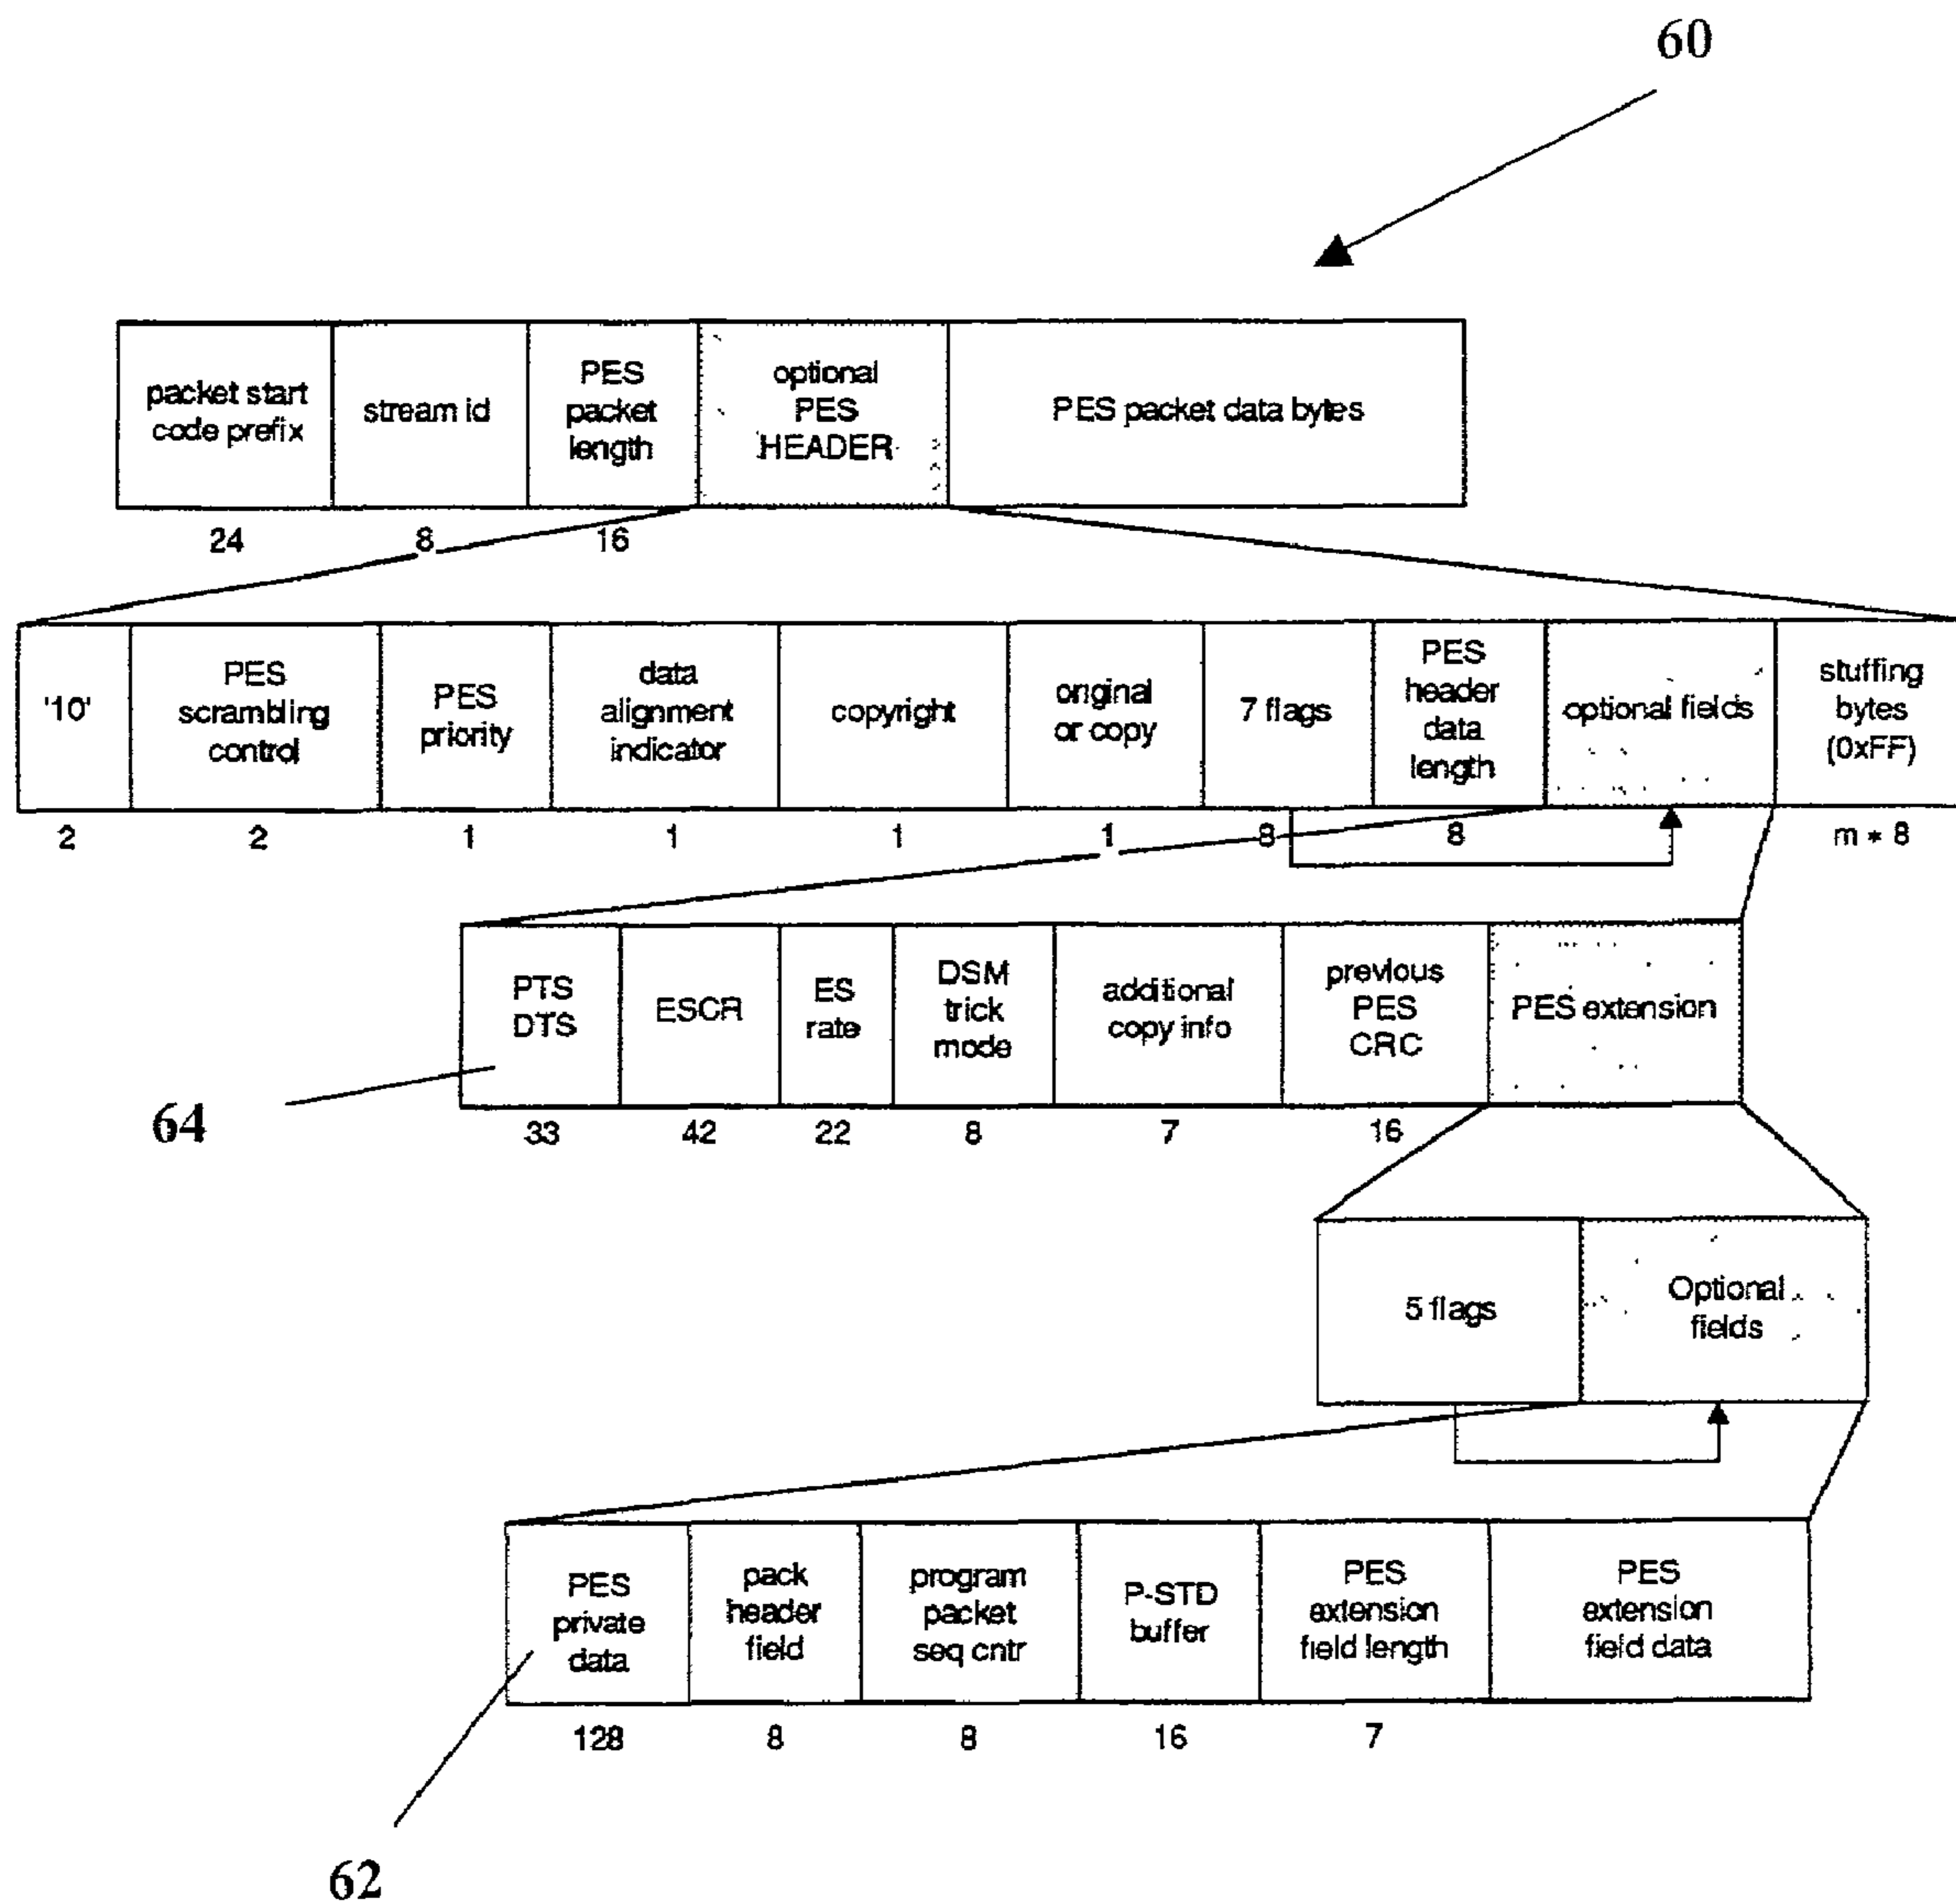 60
packet start
code prefix
stream id
PES
packet
length
optional
PES
HEADER
PES packet data bytes
24
8
16
'10'
PES
scrambling
control
PES
priority
data
alignment
indicator
copyright
original
or copy
7 flags
PES
header
data
length
optional fields
stuffing
bytes
(0xFF)
2
2
1
1
1
1
8
8
m * 8
PTS
DTS
ESCR
ES
rate
DSM
trick
mode
additional
copy info
previous
PES
CRC
PES extension
64
33
42
22
8
7
16
5 flags
Optional
fields
PES
private
data
pack
header
field
program
packet
seq cntr
P-STD
buffer
PES
extension
field length
PES
extension
field data
128
8
8
16
7
62